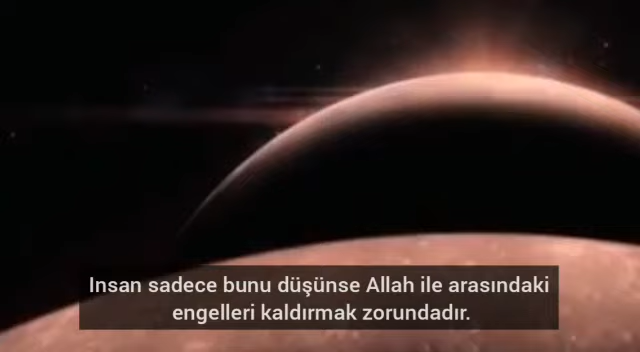 Insan sadece bunu düşünse Allah ile arasındaki
engelleri kaldırmak zorundadır.